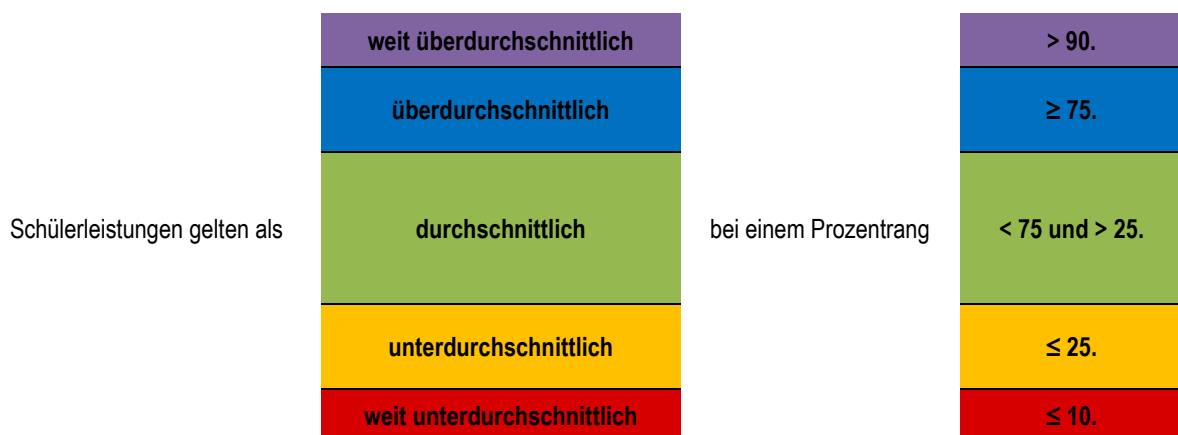 weit überdurchschnittlich > 90.
überdurchschnittlich ≥ 75.
Schülerleistungen gelten als durchschnittlich bei einem Prozentrang < 75 und > 25.
unterdurchschnittlich ≤ 25.
weit unterdurchschnittlich ≤ 10.